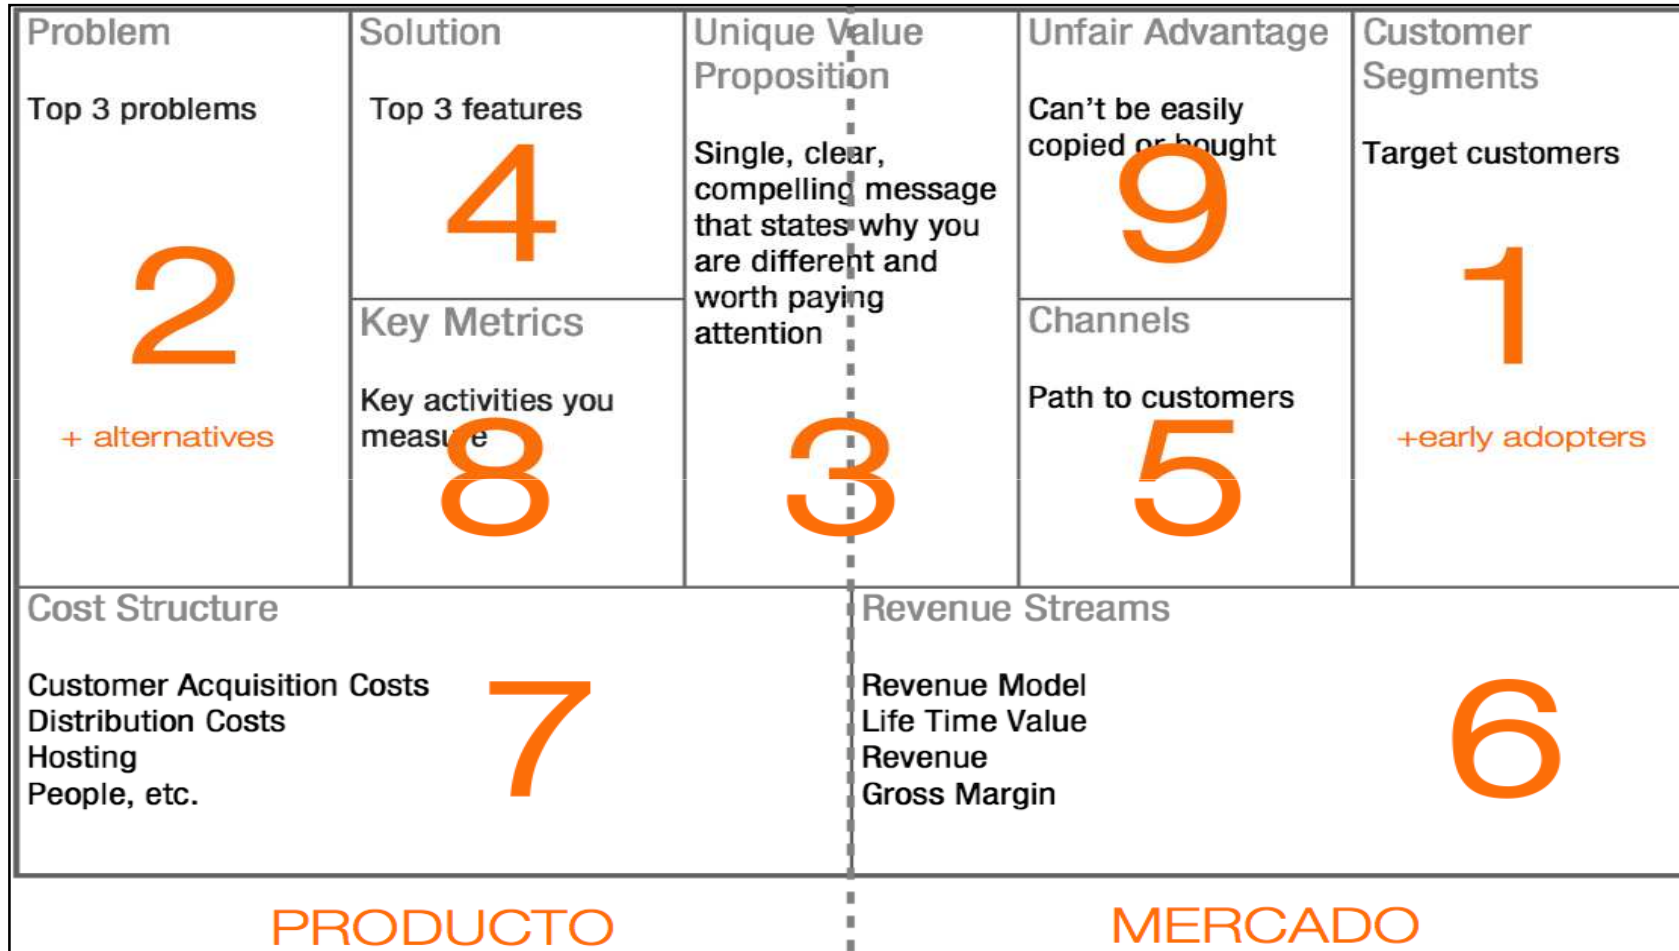 Problem
Top 3 problems
2
+ alternatives
Solution
Top 3 features
4
Key Metrics
Key activities you
measure
8
Unique Value
Proposition
Single, clear,
compelling message
that states why you
are different and
worth paying
attention
3
Unfair Advantage
Can't be easily
copied or bought
9
Channels
Path to customers
5
Customer
Segments
Target customers
1
+early adopters
Cost Structure
Customer Acquisition Costs
Distribution Costs
Hosting
People, etc.
7
Revenue Streams
Revenue Model
Life Time Value
Revenue
Gross Margin
6
PRODUCTO
MERCADO